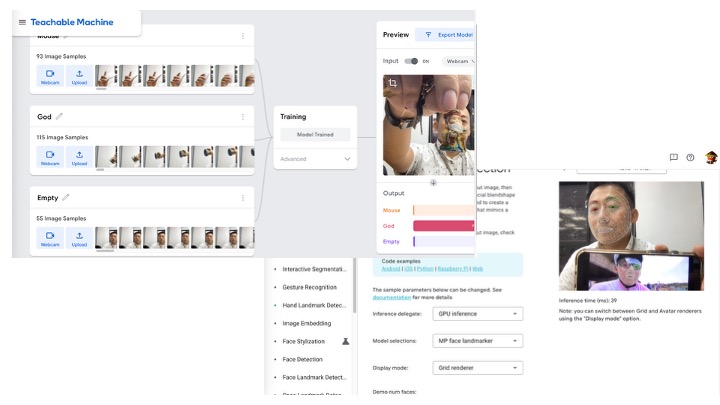 Teachable Machine
Mouse
93 Image Samples
Webcam
Upload
God
115 Image Samples
Webcam
Upload
Empty
55 Image Samples
Webcam
Upload
Training
Model Trained
Advanced
Preview
Export Model
Input
ON
Webcam
Output
Mouse
God
Empty
ut image, then
cial blendshape
nd to create a
hat mimics a
ut image, check
Code examples
Android | iOS | Python | Raspberry Pi | Web
The sample parameters below can be changed. See
documentation for more details
Inference delegate:
GPU inference
Model selections:
MP face landmarker
Display mode:
Grid renderer
Demo num faces:
Interactive Segmentati...
Gesture Recognition
Hand Landmark Detec...
Image Embedding
Face Stylization
Face Detection
Face Landmark Detect...
Inference time (ms): 39
Note: you can switch between Grid and Avatar renderers
using the "Display mode" option.